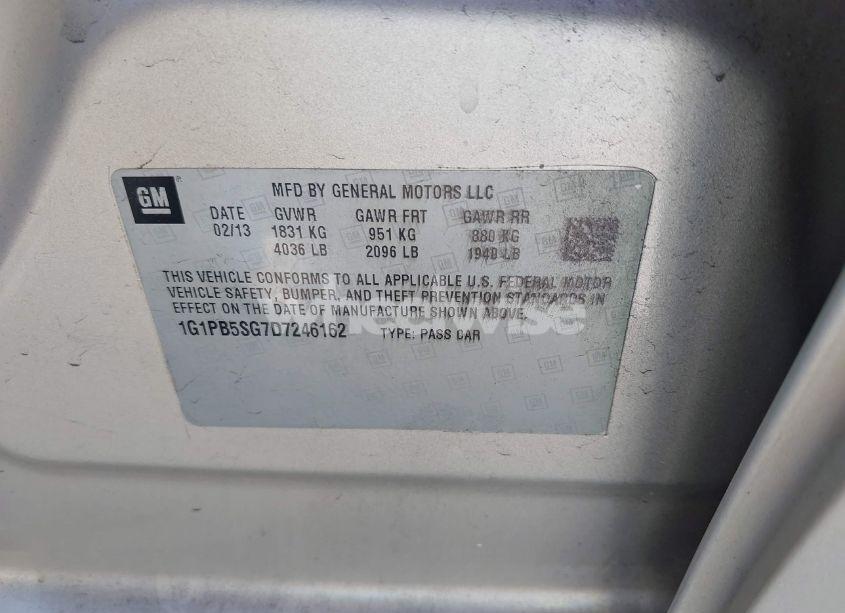 GM
MFD BY GENERAL MOTORS LLC
DATE GVWR GAWR FRT GAWR RR
02/13 1831 KG 951 KG 880 KG
4036 LB 2096 LB 1940 LB
THIS VEHICLE CONFORMS TO ALL APPLICABLE U.S. FEDERAL MOTOR
VEHICLE SAFETY, BUMPER, AND THEFT PREVENTION STANDARDS IN
EFFECT ON THE DATE OF MANUFACTURE SHOWN ABOVE.
1G1PB5SG7D7246162 TYPE: PASS CAR